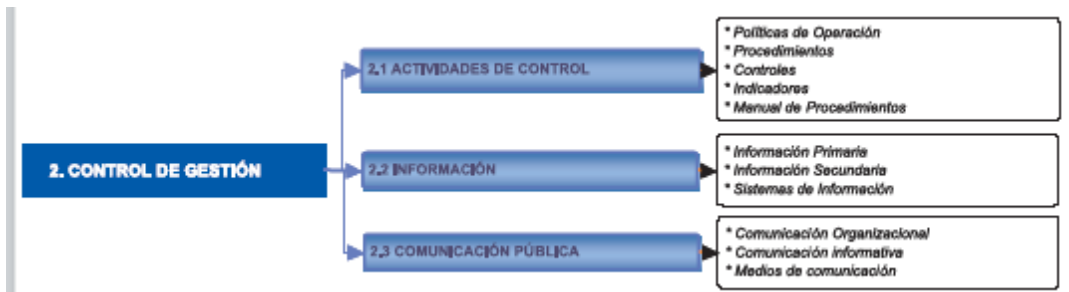 2. CONTROL DE GESTIÓN
2.1 ACTIVIDADES DE CONTROL
* Políticas de Operación
* Procedimientos
* Controles
* Indicadores
* Manual de Procedimientos
2.2 INFORMACIÓN
* Información Primaria
* Información Secundaria
* Sistemas de Información
2.3 COMUNICACIÓN PÚBLICA
* Comunicación Organizacional
* Comunicación informativa
* Medios de comunicación